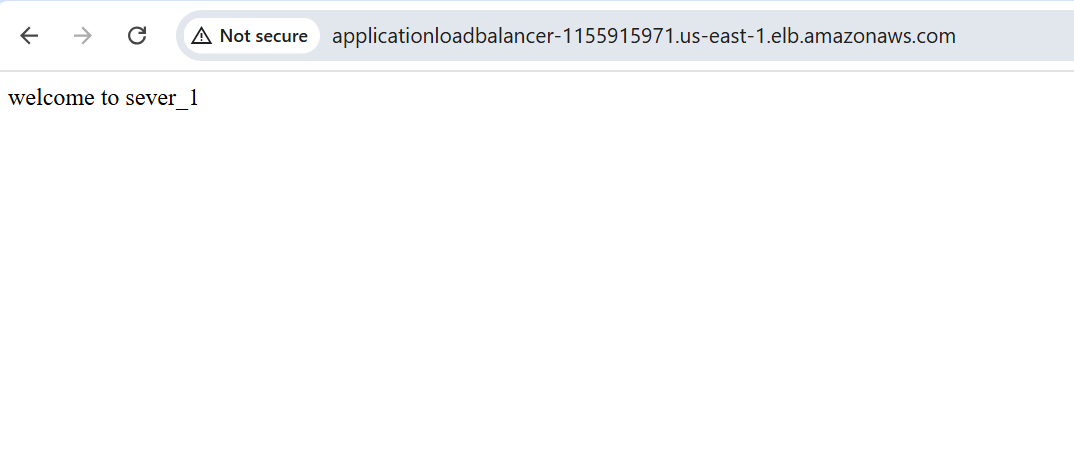 Not secure applicationloadbalancer-1155915971.us-east-1.elb.amazonaws.com
welcome to sever_1